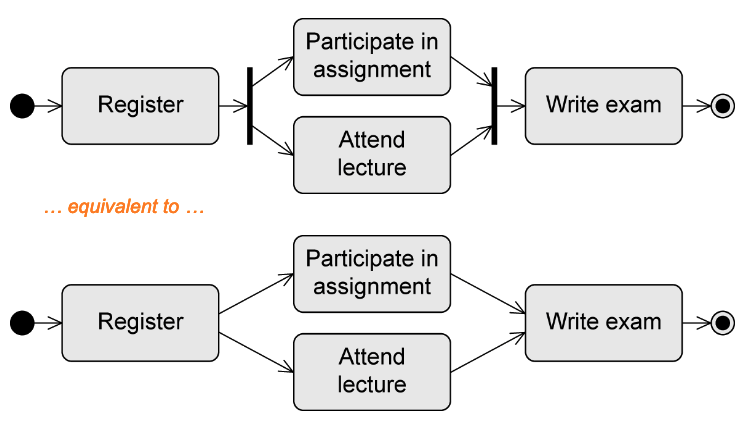 Participate in
assignment
Register
Write exam
Attend
lecture
... equivalent to ...
Participate in
assignment
Register
Write exam
Attend
lecture